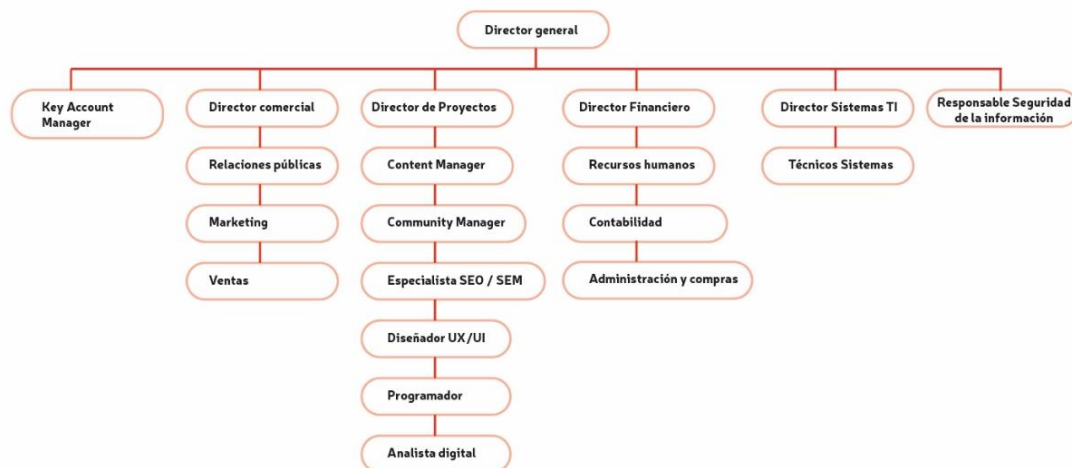 Director general
Key Account
Manager
Director comercial
Director de Proyectos
Director Financiero
Director Sistemas TI
Responsable Seguridad
de la información
Relaciones públicas
Content Manager
Recursos humanos
Técnicos Sistemas
Marketing
Community Manager
Contabilidad
Ventas
Especialista SEO / SEM
Administración y compras
Diseñador UX/UI
Programador
Analista digital